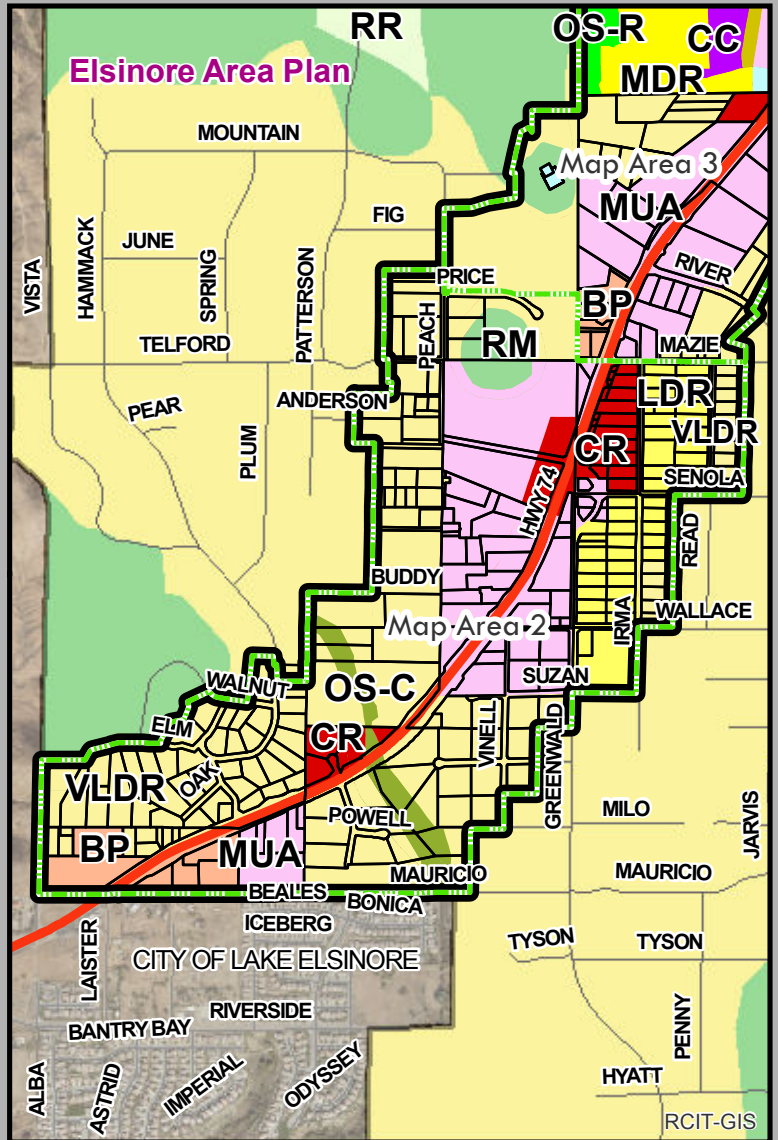 RR
OS-R
CC
Elsinore Area Plan
MDR
MOUNTAIN
Map Area 3
MUA
FIG
JUNE
VISTA
HAMMACK
SPRING
PATTERSON
RIVER
PRICE
BP
PEACH
RM
TELFORD
MAZIE
ANDERSON
LDR
PEAR
VLDR
PLUM
CR
SENOLA
HWY 74
READ
BUDDY
IRMA
WALLACE
Map Area 2
WALNUT
OS-C
SUZAN
ELM
CR
VINELL
GREENWALD
VLDR
OAK
POWELL
MILO
JARVIS
BP
MUA
MAURICIO
MAURICIO
BEALES
BONICA
ICEBERG
LAISTER
CITY OF LAKE ELSINORE
TYSON
TYSON
RIVERSIDE
BANTRY BAY
PENNY
ALBA
ASTRID
IMPERIAL
ODYSSEY
HYATT
RCIT-GIS